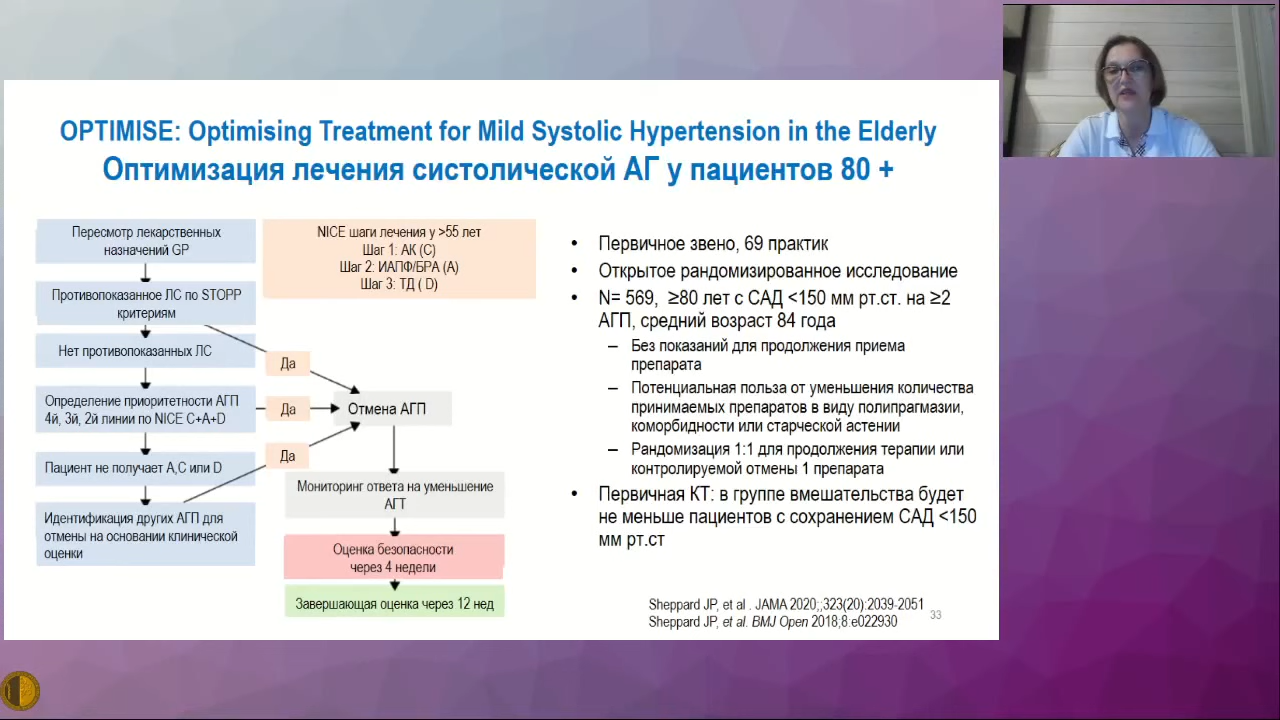 OPTIMISE: Optimising Treatment for Mild Systolic Hypertension in the Elderly
Оптимизация лечения систолической АГ у пациентов 80 +
Пересмотр лекарственных
назначений GP
Противопоказанное ЛС по STOPP
критериям
Нет противопоказанных ЛС
Определение приоритетности АГП
4й, 3й, 2й линии по NICE C+A+D
Пациент не получает А,С или D
Идентификация других АГП для
отмены на основании клинической
оценки
NICE шаги лечения у >55 лет
Шаг 1: АК (С)
Шаг 2: ИАПФ/БРА (А)
Шаг 3: ТД ( D)
Да
Да
Да
Отмена АГП
Мониторинг ответа на уменьшение
АГТ
Оценка безопасности
через 4 недели
Завершающая оценка через 12 нед
• Первичное звено, 69 практик
• Открытое рандомизированное исследование
• N= 569, ≥80 лет с САД <150 мм рт.ст. на ≥2
АГП, средний возраст 84 года
– Без показаний для продолжения приема
препарата
– Потенциальная польза от уменьшения количества
принимаемых препаратов в виду полипрагмазии,
коморбидности или старческой астении
– Рандомизация 1:1 для продолжения терапии или
контролируемой отмены 1 препарата
• Первичная КТ: в группе вмешательства будет
не меньше пациентов с сохранением САД <150
мм рт.ст
Sheppard JP, et al . JAMA 2020;;323(20):2039-2051
Sheppard JP, et al. BMJ Open 2018;8:e022930
33